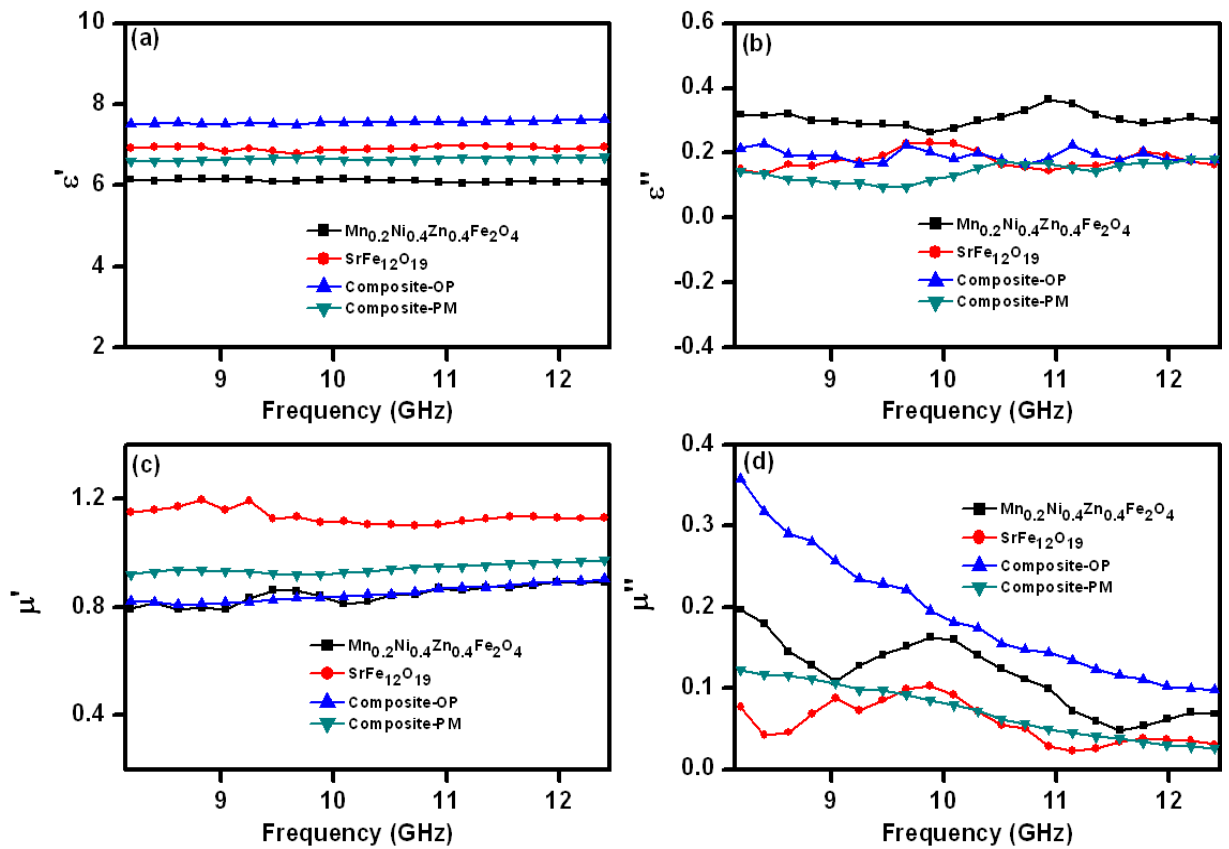 (a)
10
8
6
4
2
ε'
Mn0.2Ni0.4Zn0.4Fe2O4
SrFe12O19
Composite-OP
Composite-PM
9 10 11 12
Frequency (GHz)
(b)
0.6
0.4
0.2
0.0
-0.4
ε''
Mn0.2Ni0.4Zn0.4Fe2O4
SrFe12O19
Composite-OP
Composite-PM
9 10 11 12
Frequency (GHz)
(c)
1.2
0.8
0.4
μ'
Mn0.2Ni0.4Zn0.4Fe2O4
SrFe12O19
Composite-OP
Composite-PM
9 10 11 12
Frequency (GHz)
(d)
0.4
0.3
0.2
0.1
0.0
μ''
Mn0.2Ni0.4Zn0.4Fe2O4
SrFe12O19
Composite-OP
Composite-PM
9 10 11 12
Frequency (GHz)